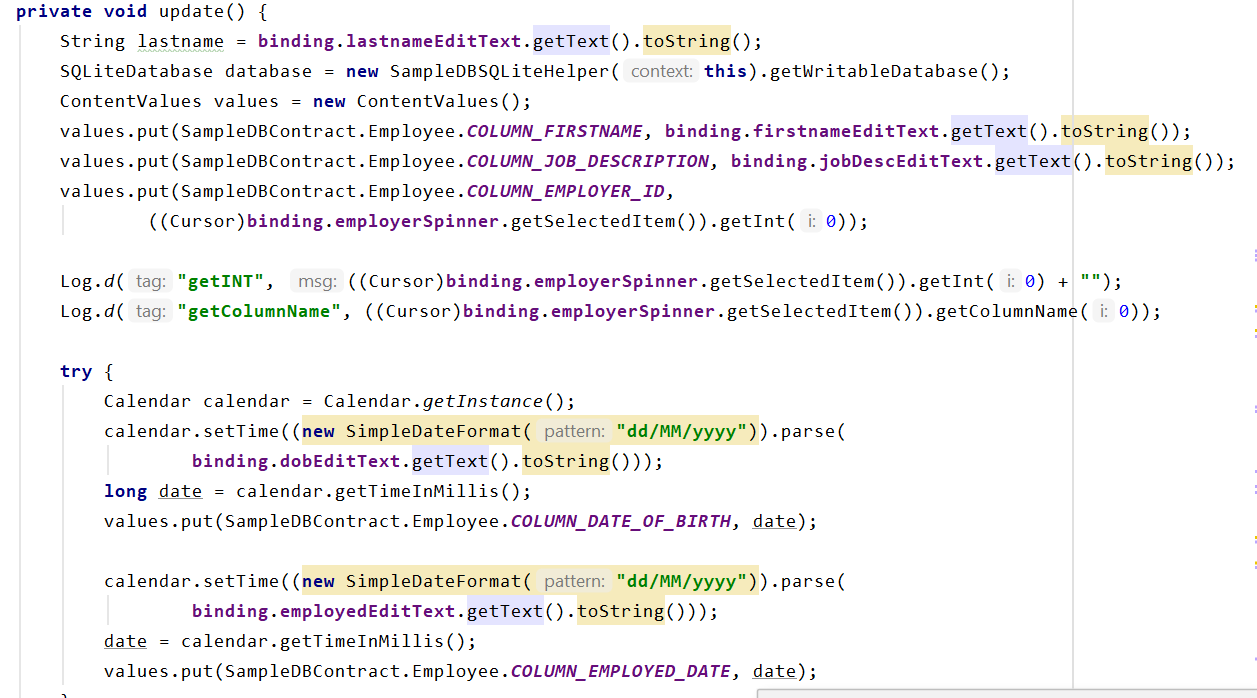 private void update() {
String lastname = binding.lastnameEditText.getText().toString();
SQLiteDatabase database = new SampleDBSQLiteHelper( context: this).getWritableDatabase();
ContentValues values = new ContentValues();
values.put(SampleDBContract.Employee.COLUMN_FIRSTNAME, binding.firstnameEditText.getText().toString());
values.put(SampleDBContract.Employee.COLUMN_JOB_DESCRIPTION, binding.jobDescEditText.getText().toString());
values.put(SampleDBContract.Employee.COLUMN_EMPLOYER_ID,
((Cursor)binding.employerSpinner.getSelectedItem()).getInt( i: 0));
Log.d( tag: "getINT", msg: ((Cursor)binding.employerSpinner.getSelectedItem()).getInt( i: 0) + "");
Log.d( tag: "getColumnName", ((Cursor)binding.employerSpinner.getSelectedItem()).getColumnName( i: 0));
try {
Calendar calendar = Calendar.getInstance();
calendar.setTime((new SimpleDateFormat( pattern: "dd/MM/yyyy")).parse(
binding.dobEditText.getText().toString()));
long date = calendar.getTimeInMillis();
values.put(SampleDBContract.Employee.COLUMN_DATE_OF_BIRTH, date);
calendar.setTime((new SimpleDateFormat( pattern: "dd/MM/yyyy")).parse(
binding.employedEditText.getText().toString()));
date = calendar.getTimeInMillis();
values.put(SampleDBContract.Employee.COLUMN_EMPLOYED_DATE, date);